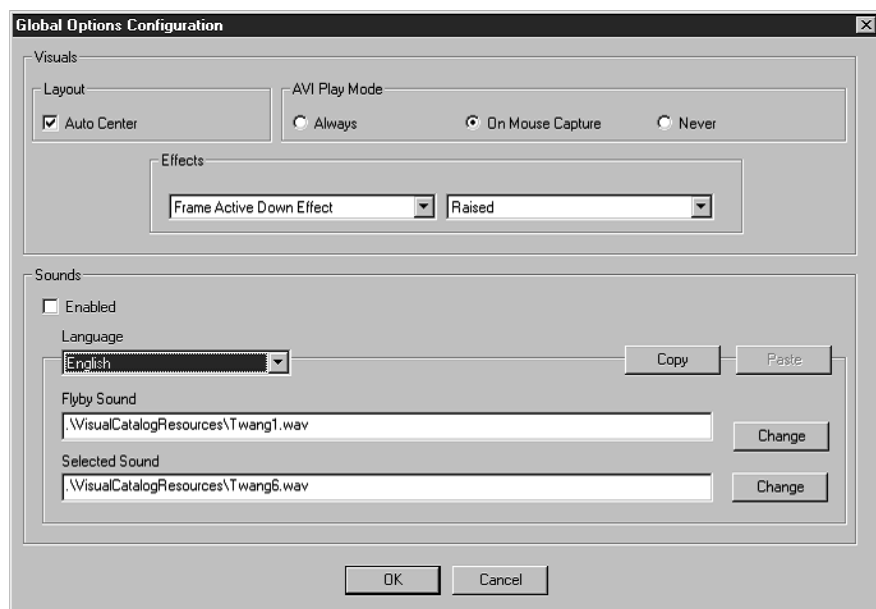 Global Options Configuration
Visuals
Layout
AVI Play Mode
Auto Center
Always
On Mouse Capture
Never
Effects
Frame Active Down Effect
Raised
Sounds
Enabled
Language
English
Copy
Paste
Flyby Sound
.\VisualCatalogResources\Twang1.wav
Change
Selected Sound
.\VisualCatalogResources\Twang6.wav
Change
OK
Cancel